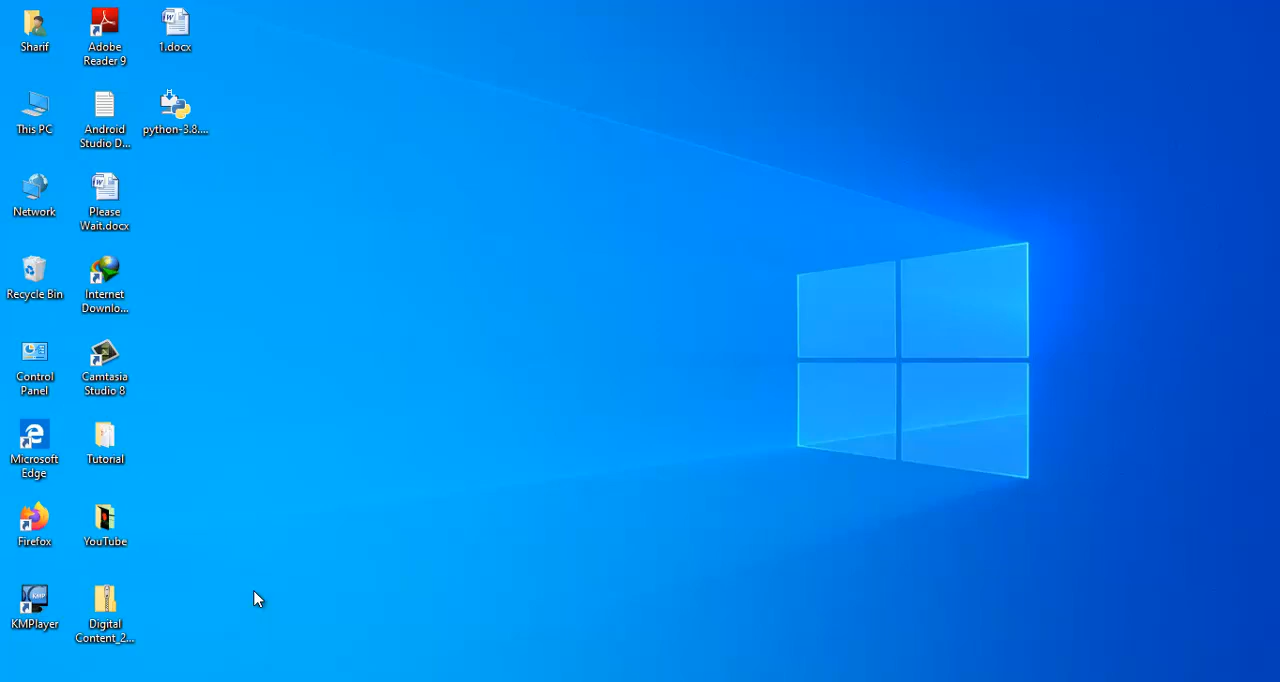 Sharif
This PC
Network
Recycle Bin
Control
Panel
Microsoft
Edge
Firefox
KMPlayer
Adobe
Reader 9
Android
Studio D...
Please
Wait.docx
Internet
Downlo...
Camtasia
Studio 8
Tutorial
YouTube
Digital
Content_2...
1.docx
python-3.8....